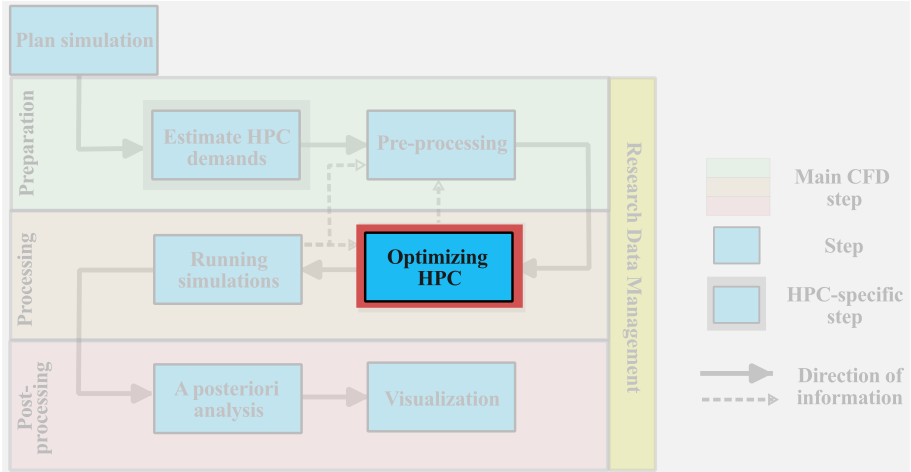 Plan simulation
Preparation
Estimate HPC
demands
Pre-processing
Processing
Running
simulations
Optimizing
HPC
Post-
processing
A posteriori
analysis
Visualization
Research Data Management
Main CFD
step
Step
HPC-specific
step
Direction of
information